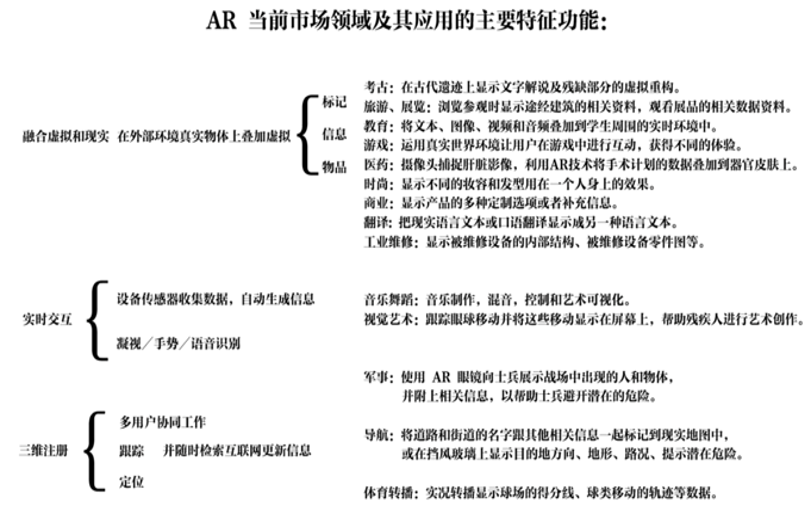 AR 当前市场领域及其应用的主要特征功能：
融合虚拟和现实 在外部环境真实物体上叠加虚拟
标记
信息
物品
考古：在古代遗迹上显示文字解说及残缺部分的虚拟重构。
旅游、展览：浏览参观时显示途经建筑的相关资料，观看展品的相关数据资料。
教育：将文本、图像、视频和音频叠加到学生周围的实时环境中。
游戏：运用真实世界环境让用户在游戏中进行互动，获得不同的体验。
医药：摄像头捕捉肝脏影像，利用AR技术将手术计划的数据叠加到器官皮肤上。
时尚：显示不同的妆容和发型用在一个人身上的效果。
商业：显示产品的多种定制选项或者补充信息。
翻译：把现实语言文本或口语翻译显示成另一种语言文本。
工业维修：显示被维修设备的内部结构、被维修设备零件图等。
实时交互
设备传感器收集数据，自动生成信息
凝视／手势／语音识别
音乐舞蹈：音乐制作，混音，控制和艺术可视化。
视觉艺术：跟踪眼球移动并将这些移动显示在屏幕上，帮助残疾人进行艺术创作。
三维注册
多用户协同工作
跟踪 并随时检索互联网更新信息
定位
军事：使用 AR 眼镜向士兵展示战场中出现的人和物体，
并附上相关信息，以帮助士兵避开潜在的危险。
导航：将道路和街道的名字跟其他相关信息一起标记到现实地图中，
或在挡风玻璃上显示目的地方向、地形、路况、提示潜在危险。
体育转播：实况转播显示球场的得分线、球类移动的轨迹等数据。